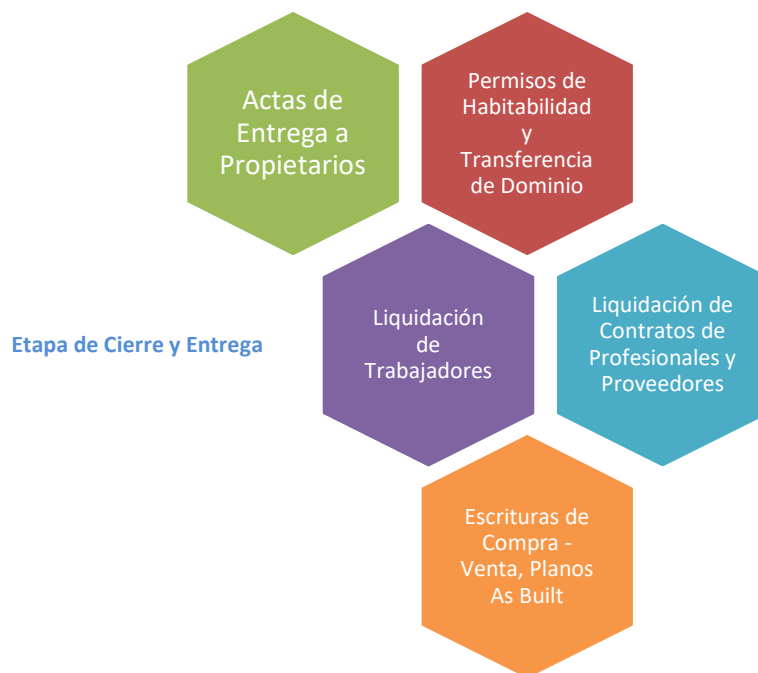 Actas de
Entrega a
Propietarios
Permisos de
Habitabilidad
y
Transferencia
de Dominio
Etapa de Cierre y Entrega
Liquidación
de
Trabajadores
Liquidación de
Contratos de
Profesionales y
Proveedores
Escrituras de
Compra -
Venta, Planos
As Built